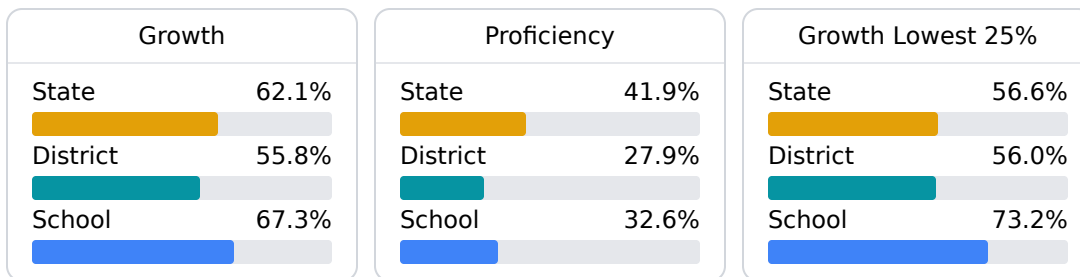 Growth
State 62.1%
District 55.8%
School 67.3%
Proficiency
State 41.9%
District 27.9%
School 32.6%
Growth Lowest 25%
State 56.6%
District 56.0%
School 73.2%